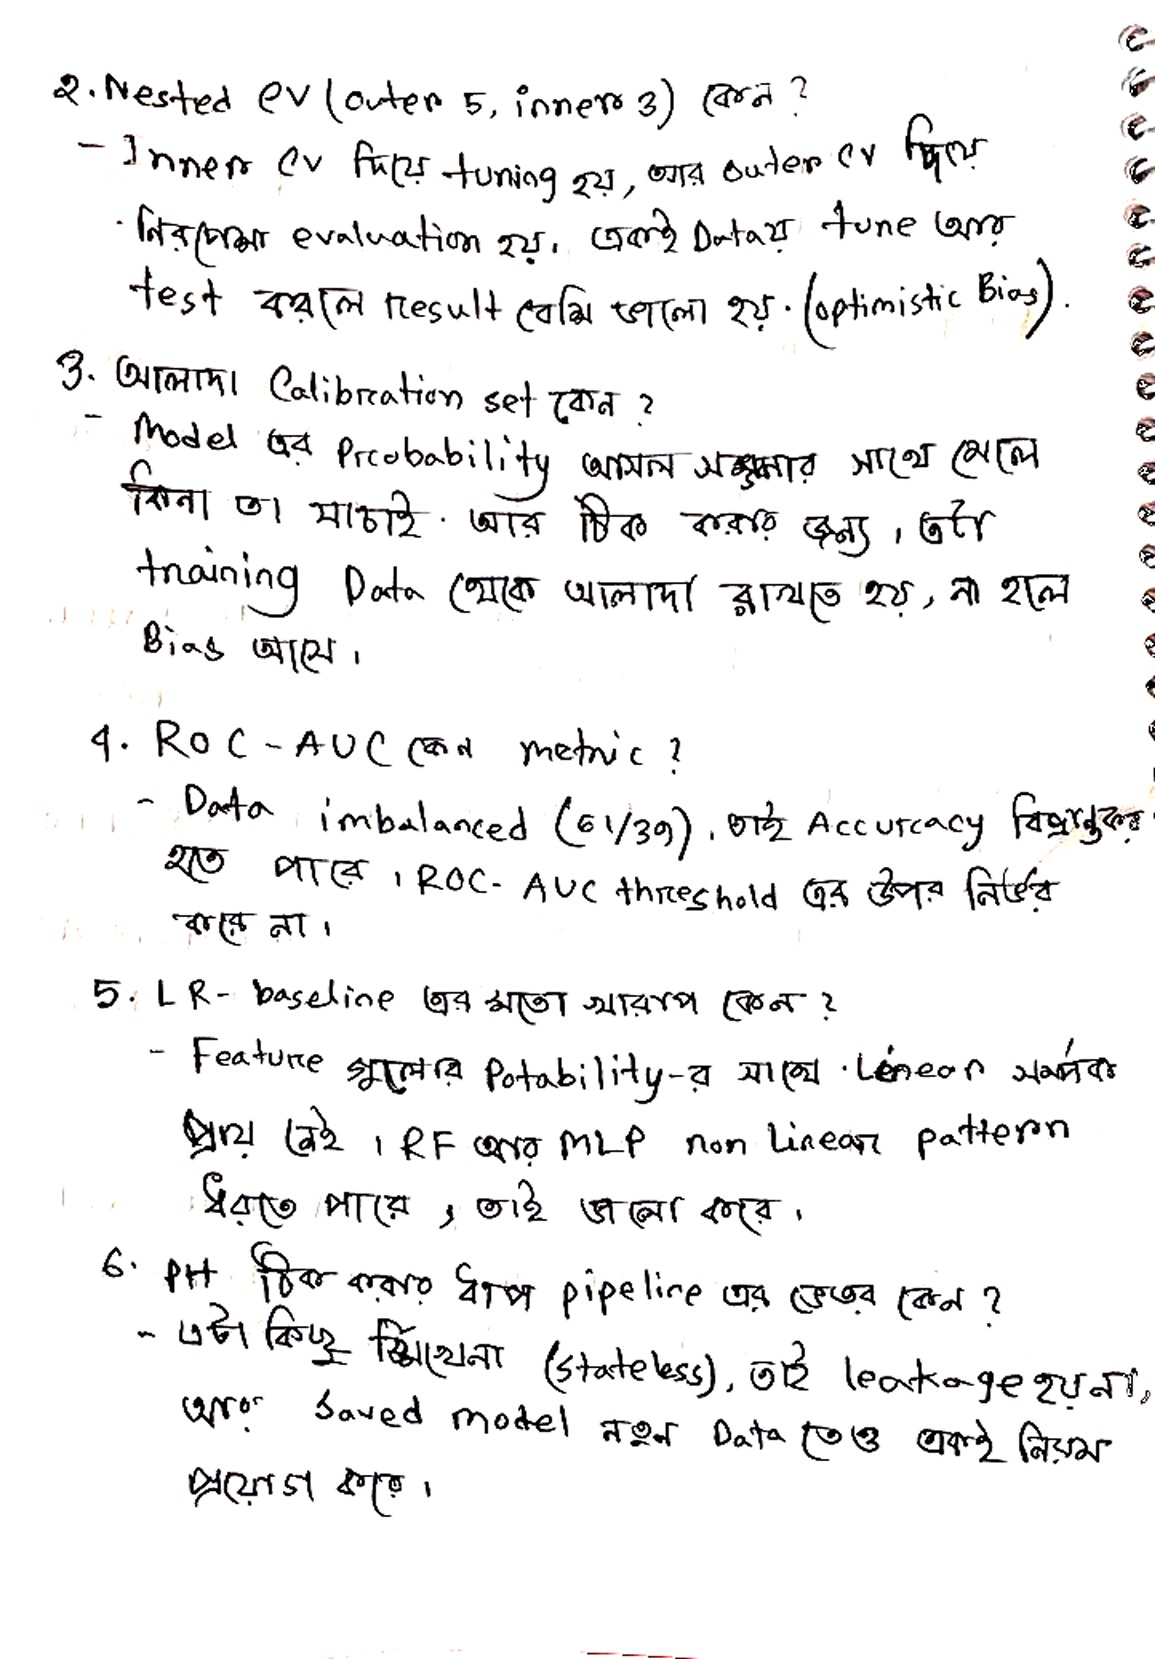 2. Nested CV (outer 5, inner 3) কেন ?
- Inner CV দিয়ে tuning হয়, আর outer CV দিয়ে
নিরপেক্ষ evaluation হয়। একই Dataয় tune আর
test করলে result বেশি ভালো হয়. (optimistic Bias).
3. আলাদা Calibration set কেন ?
- Model এর Probability আসল সম্ভাবনার সাথে মেলে
কিনা তা যাচাই. আর ঠিক করার জন্য, এটা
training Data থেকে আলাদা রাখতে হয়, না হলে
Bias আসে।
4. ROC-AUC কেন metric ?
- Data imbalanced (61/39), তাই Accuracy বিভ্রান্তিকর
হতে পারে। ROC-AUC threshold এর উপর নির্ভর
করে না।
5. LR- baseline এর মতো খারাপ কেন ?
- Feature গুলোর Potability-র সাথে Linear সম্পর্ক
প্রায় নেই। RF আর MLP non Linear pattern
ধরতে পারে, তাই ভালো করে।
6. PH ঠিক করার ধাপ pipeline এর ভেতর কেন ?
- এটা কিছু শিখেনা (stateless), তাই leakage হয় না,
আর saved model নতুন Data তেও একই নিয়ম
প্রয়োগ করে।